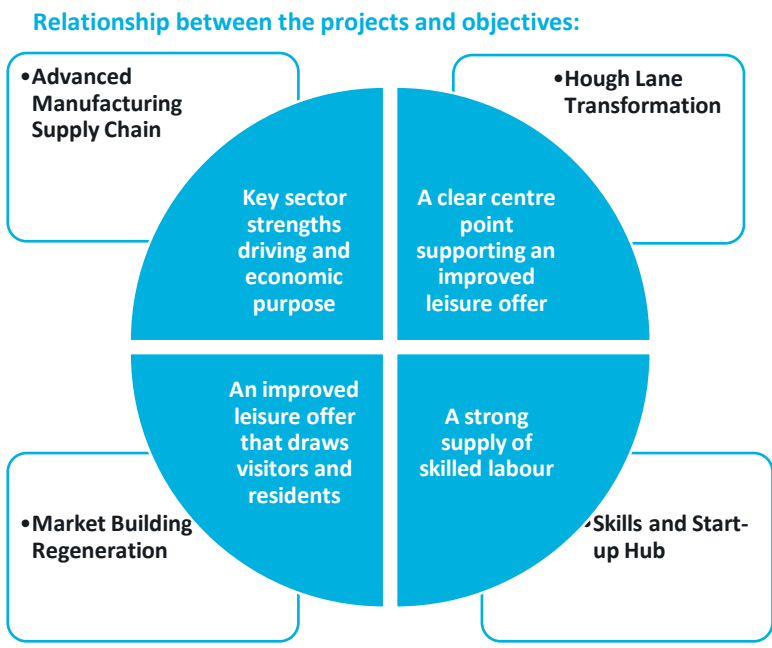 Relationship between the projects and objectives:
•Advanced
Manufacturing
Supply Chain
•Hough Lane
Transformation
Key sector
strengths
driving and
economic
purpose
A clear centre
point
supporting an
improved
leisure offer
An improved
leisure offer
that draws
visitors and
residents
A strong
supply of
skilled labour
•Market Building
Regeneration
•Skills and Start-
up Hub